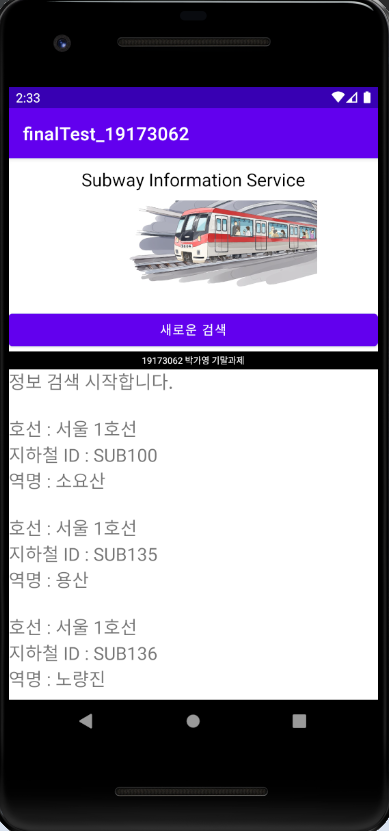 2:33
finalTest_19173062
Subway Information Service
새로운 검색
19173062 박가영 기말과제
정보 검색 시작합니다.
호선 : 서울 1호선
지하철 ID : SUB100
역명 : 소요산
호선 : 서울 1호선
지하철 ID : SUB135
역명 : 용산
호선 : 서울 1호선
지하철 ID : SUB136
역명 : 노량진